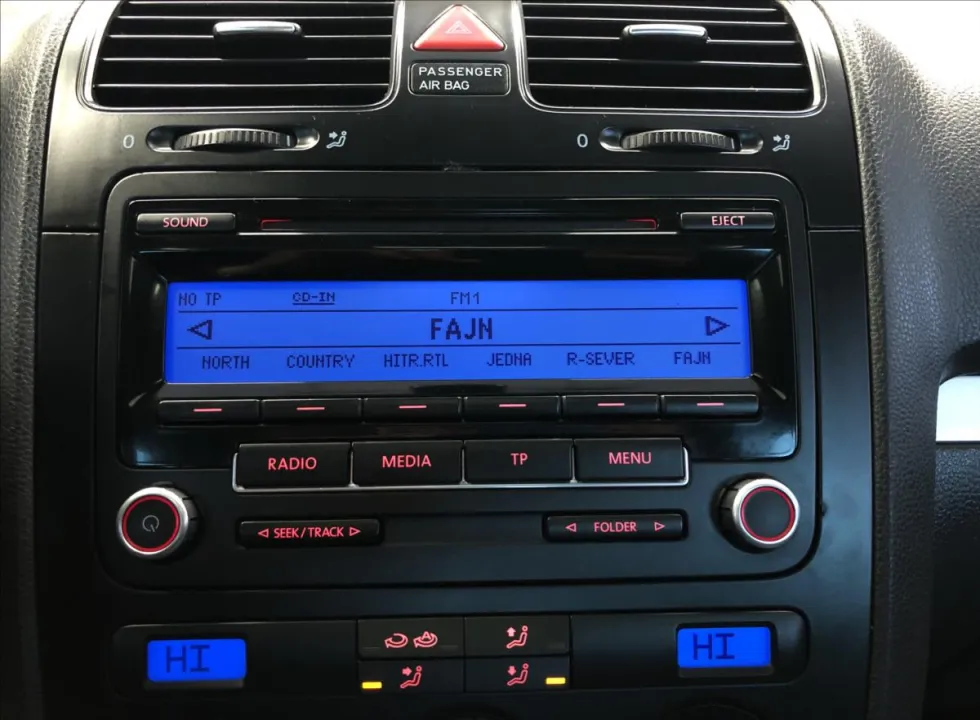 PASSENGER
AIR BAG
0 0
SOUND EJECT
NO TP CD-IN FM1
FAJN
NORTH COUNTRY HITR.RTL JEDNA R-SEVER FAJN
RADIO MEDIA TP MENU
SEEK/TRACK FOLDER
HI HI
A